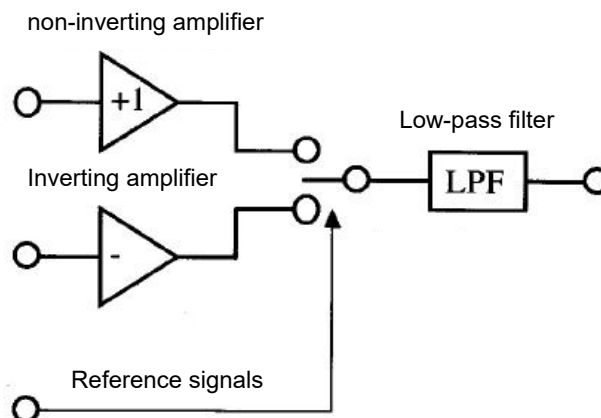 non-inverting amplifier
+1
Low-pass filter
Inverting amplifier
LPF
-
Reference signals